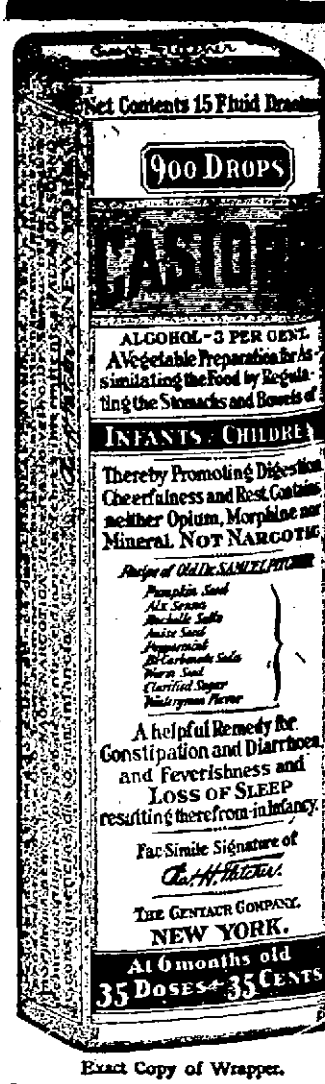 Net Contents 15 Fluid Drachms
900 DROPS
CASTORIA
ALCOHOL-3 PER CENT.
A Vegetable Preparation for As-
similating the Food by Regula-
ting the Stomachs and Bowels of
INFANTS. CHILDREN
Thereby Promoting Digestion,
Cheerfulness and Rest. Contains
neither Opium, Morphine nor
Mineral. NOT NARCOTIC
Recipe of Old Dr. SAMUEL PITCHER
Pumpkin Seed
Alx Senna
Rochelle Salts
Anise Seed
Peppermint
Bi Carbonate Soda
Worm Seed
Clarified Sugar
Wintergreen Flavor
A helpful Remedy for
Constipation and Diarrhoea,
and Feverishness and
LOSS OF SLEEP
resulting therefrom-in Infancy.
Fac-Simile Signature of
Chas. H. Fletcher.
THE CENTAUR COMPANY,
NEW YORK.
At 6 months old
35 DOSES-35 CENTS
Exact Copy of Wrapper.